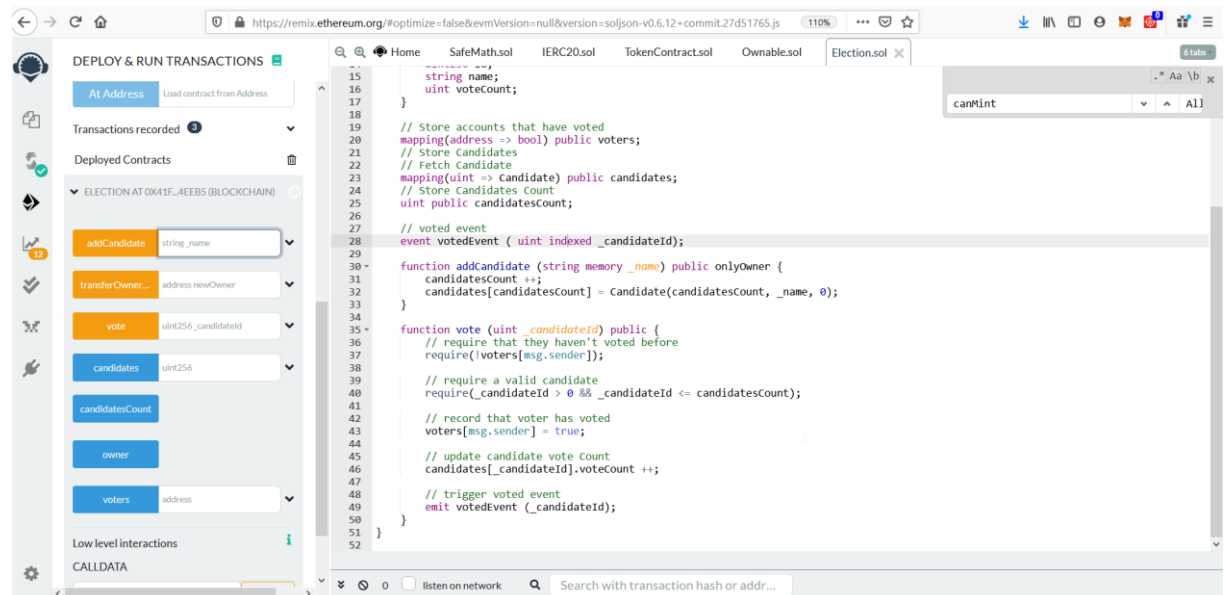 https://remix.ethereum.org/#optimize=false&evmVersion=null&version=soljson-v0.6.12+commit.27d51765.js
110%
DEPLOY & RUN TRANSACTIONS
At Address
Load contract from Address
Transactions recorded 3
Deployed Contracts
ELECTION AT 0X41F...4EEB5 (BLOCKCHAIN)
addCandidate
string _name
transferOwner...
address newOwner
vote
uint256 _candidateId
candidates
uint256
candidatesCount
owner
voters
address
Low level interactions
i
CALLDATA
12
Home
SafeMath.sol
IERC20.sol
TokenContract.sol
Ownable.sol
Election.sol
6 tabs
.* Aa \b
canMint
All
15 string name;
16 uint voteCount;
17 }
18
19 // Store accounts that have voted
20 mapping(address => bool) public voters;
21 // Store Candidates
22 // Fetch Candidate
23 mapping(uint => Candidate) public candidates;
24 // Store Candidates Count
25 uint public candidatesCount;
26
27 // voted event
28 event votedEvent ( uint indexed _candidateId);
29
30 function addCandidate (string memory _name) public onlyOwner {
31 candidatesCount ++;
32 candidates[candidatesCount] = Candidate(candidatesCount, _name, 0);
33 }
34
35 function vote (uint _candidateId) public {
36 // require that they haven't voted before
37 require(!voters[msg.sender]);
38
39 // require a valid candidate
40 require(_candidateId > 0 && _candidateId <= candidatesCount);
41
42 // record that voter has voted
43 voters[msg.sender] = true;
44
45 // update candidate vote Count
46 candidates[_candidateId].voteCount ++;
47
48 // trigger voted event
49 emit votedEvent (_candidateId);
50 }
51 }
52
0
listen on network
Search with transaction hash or addr...